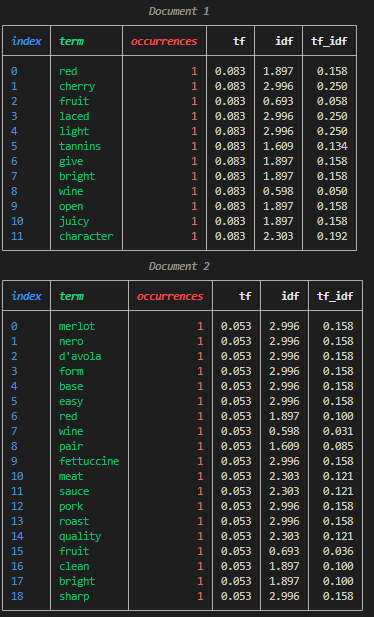 Document 1
index term occurrences tf idf tf_idf
0 red 1 0.083 1.897 0.158
1 cherry 1 0.083 2.996 0.250
2 fruit 1 0.083 0.693 0.058
3 laced 1 0.083 2.996 0.250
4 light 1 0.083 2.996 0.250
5 tannins 1 0.083 1.609 0.134
6 give 1 0.083 1.897 0.158
7 bright 1 0.083 1.897 0.158
8 wine 1 0.083 0.598 0.050
9 open 1 0.083 1.897 0.158
10 juicy 1 0.083 1.897 0.158
11 character 1 0.083 2.303 0.192
Document 2
index term occurrences tf idf tf_idf
0 merlot 1 0.053 2.996 0.158
1 nero 1 0.053 2.996 0.158
2 d'avola 1 0.053 2.996 0.158
3 form 1 0.053 2.996 0.158
4 base 1 0.053 2.996 0.158
5 easy 1 0.053 2.996 0.158
6 red 1 0.053 1.897 0.100
7 wine 1 0.053 0.598 0.031
8 pair 1 0.053 1.609 0.085
9 fettuccine 1 0.053 2.996 0.158
10 meat 1 0.053 2.303 0.121
11 sauce 1 0.053 2.303 0.121
12 pork 1 0.053 2.996 0.158
13 roast 1 0.053 2.996 0.158
14 quality 1 0.053 2.303 0.121
15 fruit 1 0.053 0.693 0.036
16 clean 1 0.053 1.897 0.100
17 bright 1 0.053 1.897 0.100
18 sharp 1 0.053 2.996 0.158